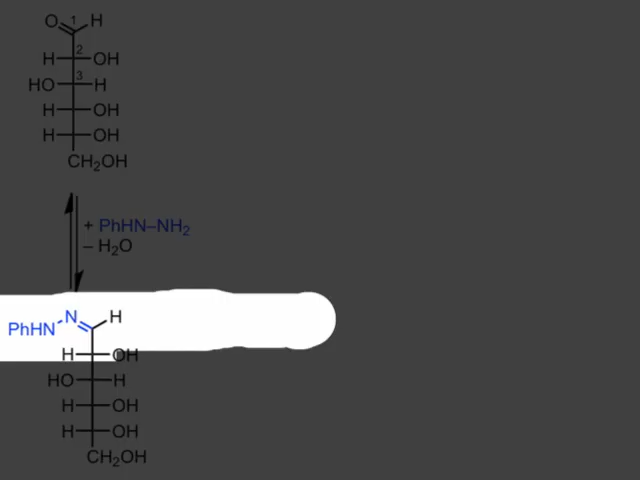 O 1 H
2
H OH
3
HO H
H OH
H OH
CH₂OH
+ PhHN–NH₂
– H₂O
N H
PhHN
H OH
HO H
H OH
H OH
CH₂OH